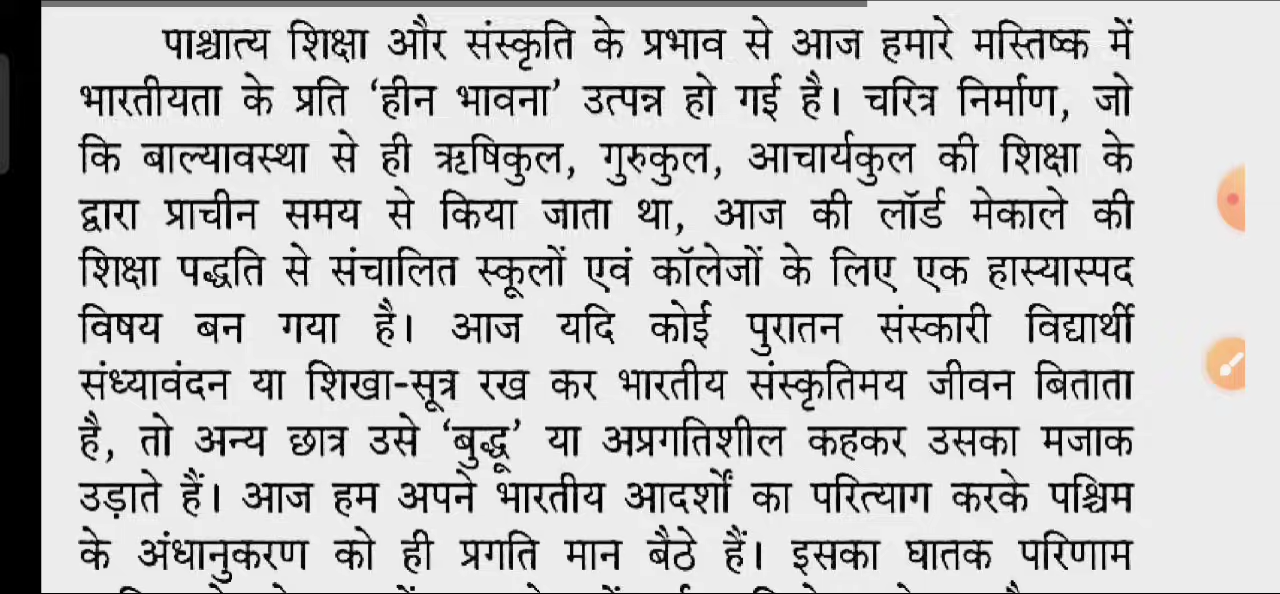 पाश्चात्य शिक्षा और संस्कृति के प्रभाव से आज हमारे मस्तिष्क में
भारतीयता के प्रति ‘हीन भावना’ उत्पन्न हो गई है। चरित्र निर्माण, जो
कि बाल्यावस्था से ही ऋषिकुल, गुरुकुल, आचार्यकुल की शिक्षा के
द्वारा प्राचीन समय से किया जाता था, आज की लॉर्ड मेकाले की
शिक्षा पद्धति से संचालित स्कूलों एवं कॉलेजों के लिए एक हास्यास्पद
विषय बन गया है। आज यदि कोई पुरातन संस्कारी विद्यार्थी
संध्यावंदन या शिखा-सूत्र रख कर भारतीय संस्कृतिमय जीवन बिताता
है, तो अन्य छात्र उसे ‘बुद्धू’ या अप्रगतिशील कहकर उसका मजाक
उड़ाते हैं। आज हम अपने भारतीय आदर्शों का परित्याग करके पश्चिम
के अंधानुकरण को ही प्रगति मान बैठे हैं। इसका घातक परिणाम